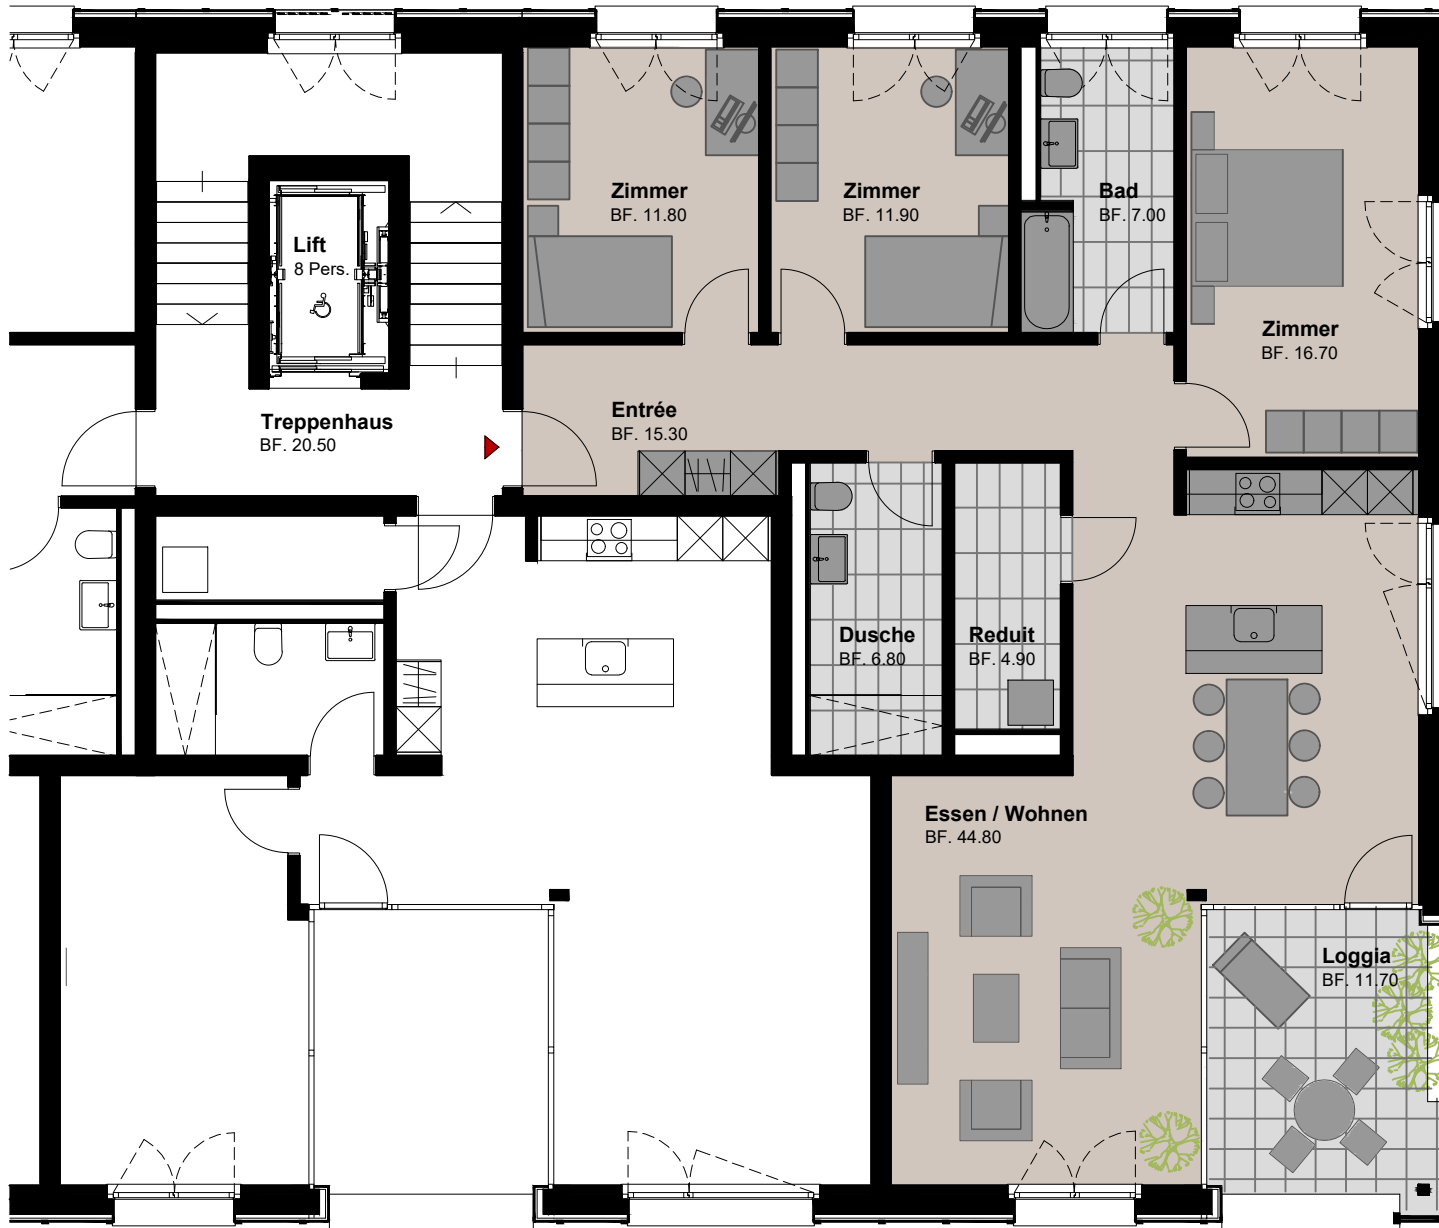 Zimmer
BF. 11.80
Zimmer
BF. 11.90
Bad
BF. 7.00
Lift
8 Pers.
Zimmer
BF. 16.70
Treppenhaus
BF. 20.50
Entrée
BF. 15.30
Dusche
BF. 6.80
Reduit
BF. 4.90
Essen / Wohnen
BF. 44.80
Loggia
BF. 11.70